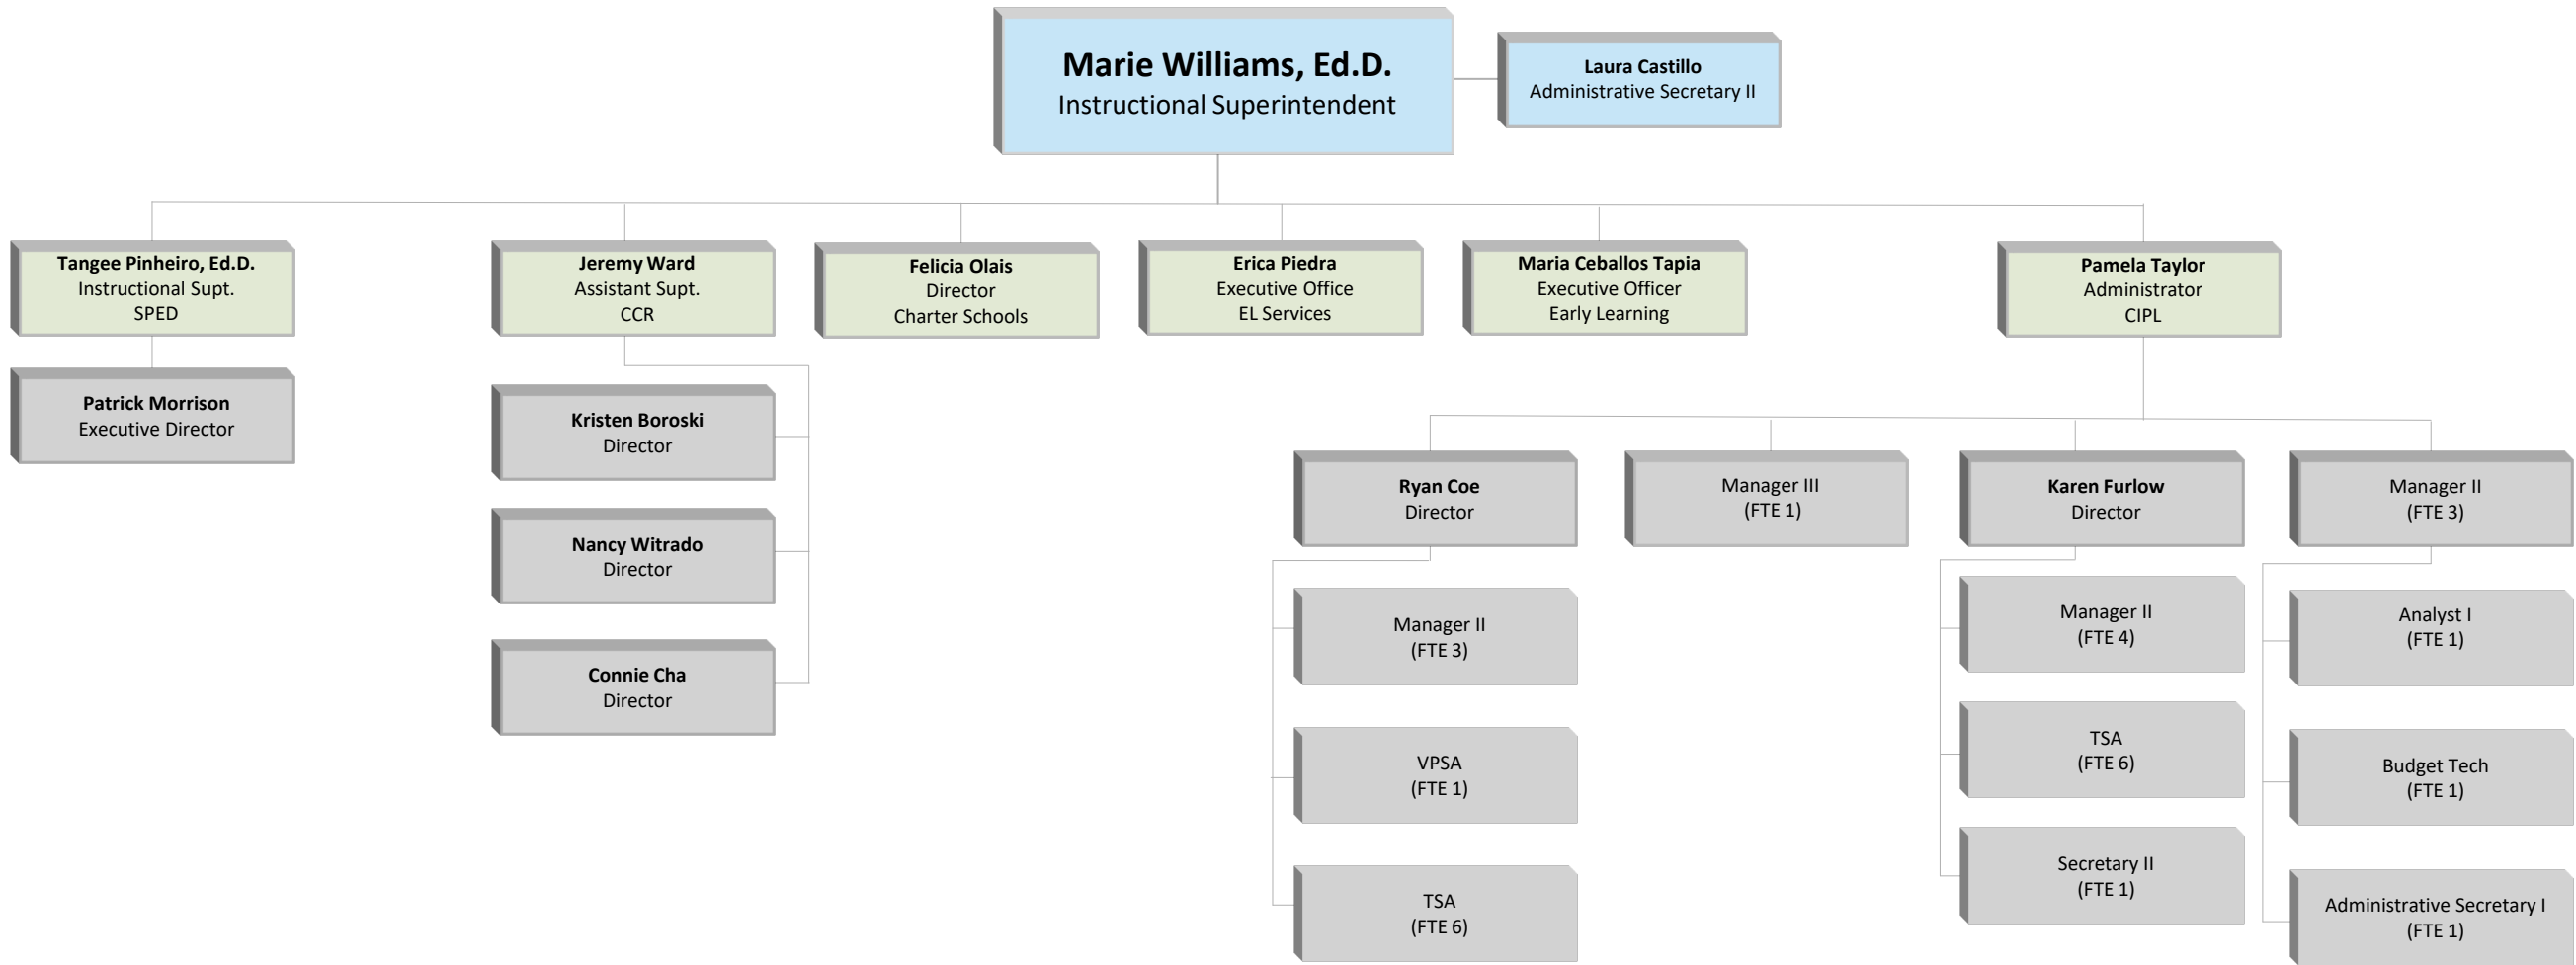 Marie Williams, Ed.D.
Instructional Superintendent
Laura Castillo
Administrative Secretary II
Tangee Pinheiro, Ed.D.
Instructional Supt.
SPED
Jeremy Ward
Assistant Supt.
CCR
Felicia Olais
Director
Charter Schools
Erica Piedra
Executive Office
EL Services
Maria Ceballos Tapia
Executive Officer
Early Learning
Pamela Taylor
Administrator
CIPL
Patrick Morrison
Executive Director
Kristen Boroski
Director
Nancy Witrado
Director
Connie Cha
Director
Ryan Coe
Director
Manager III
(FTE 1)
Karen Furlow
Director
Manager II
(FTE 3)
Manager II
(FTE 3)
VPSA
(FTE 1)
TSA
(FTE 6)
Manager II
(FTE 4)
TSA
(FTE 6)
Secretary II
(FTE 1)
Analyst I
(FTE 1)
Budget Tech
(FTE 1)
Administrative Secretary I
(FTE 1)